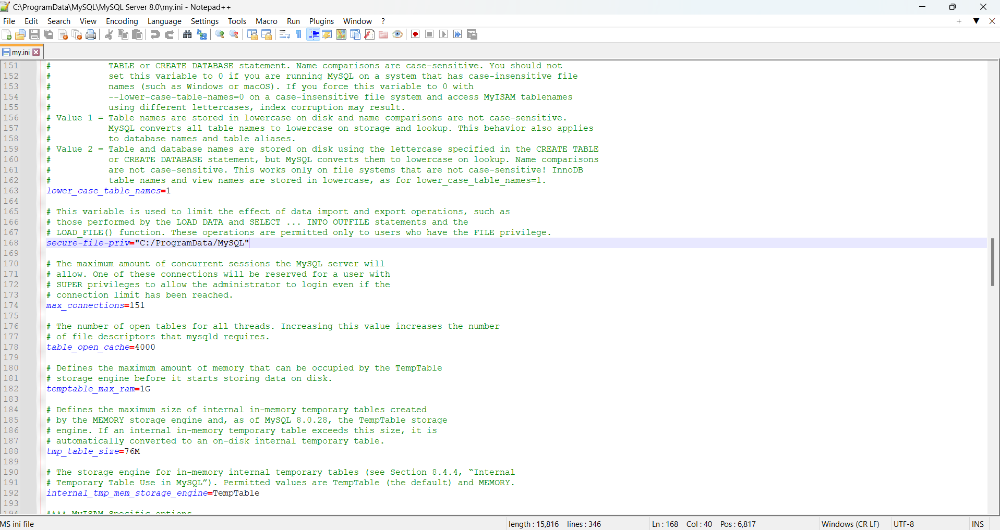 C:\ProgramData\MySQL\MySQL Server 8.0\my.ini - Notepad++
File Edit Search View Encoding Language Settings Tools Macro Run Plugins Window ?
my.ini
151 # TABLE or CREATE DATABASE statement. Name comparisons are case-sensitive. You should not
152 # set this variable to 0 if you are running MySQL on a system that has case-insensitive file
153 # names (such as Windows or macOS). If you force this variable to 0 with
154 # --lower-case-table-names=0 on a case-insensitive file system and access MyISAM tablenames
155 # using different lettercases, index corruption may result.
156 # Value 1 = Table names are stored in lowercase on disk and name comparisons are not case-sensitive.
157 # MySQL converts all table names to lowercase on storage and lookup. This behavior also applies
158 # to database names and table aliases.
159 # Value 2 = Table and database names are stored on disk using the lettercase specified in the CREATE TABLE
160 # or CREATE DATABASE statement, but MySQL converts them to lowercase on lookup. Name comparisons
161 # are not case-sensitive. This works only on file systems that are not case-sensitive! InnoDB
162 # table names and view names are stored in lowercase, as for lower_case_table_names=1.
163 lower_case_table_names=1
164
165 # This variable is used to limit the effect of data import and export operations, such as
166 # those performed by the LOAD DATA and SELECT ... INTO OUTFILE statements and the
167 # LOAD_FILE() function. These operations are permitted only to users who have the FILE privilege.
168 secure-file-priv="C:/ProgramData/MySQL"
169
170 # The maximum amount of concurrent sessions the MySQL server will
171 # allow. One of these connections will be reserved for a user with
172 # SUPER privileges to allow the administrator to login even if the
173 # connection limit has been reached.
174 max_connections=151
175
176 # The number of open tables for all threads. Increasing this value increases the number
177 # of file descriptors that mysqld requires.
178 table_open_cache=4000
179
180 # Defines the maximum amount of memory that can be occupied by the TempTable
181 # storage engine before it starts storing data on disk.
182 temptable_max_ram=1G
183
184 # Defines the maximum size of internal in-memory temporary tables created
185 # by the MEMORY storage engine and, as of MySQL 8.0.28, the TempTable storage
186 # engine. If an internal in-memory temporary table exceeds this size, it is
187 # automatically converted to an on-disk internal temporary table.
188 tmp_table_size=76M
189
190 # The storage engine for in-memory internal temporary tables (see Section 8.4.4, “Internal
191 # Temporary Table Use in MySQL”). Permitted values are TempTable (the default) and MEMORY.
192 internal_tmp_mem_storage_engine=TempTable
193
194 #*** MyISAM Specific options
MS ini file length : 15,816 lines : 346 Ln : 168 Col : 40 Pos : 6,817 Windows (CR LF) UTF-8 INS